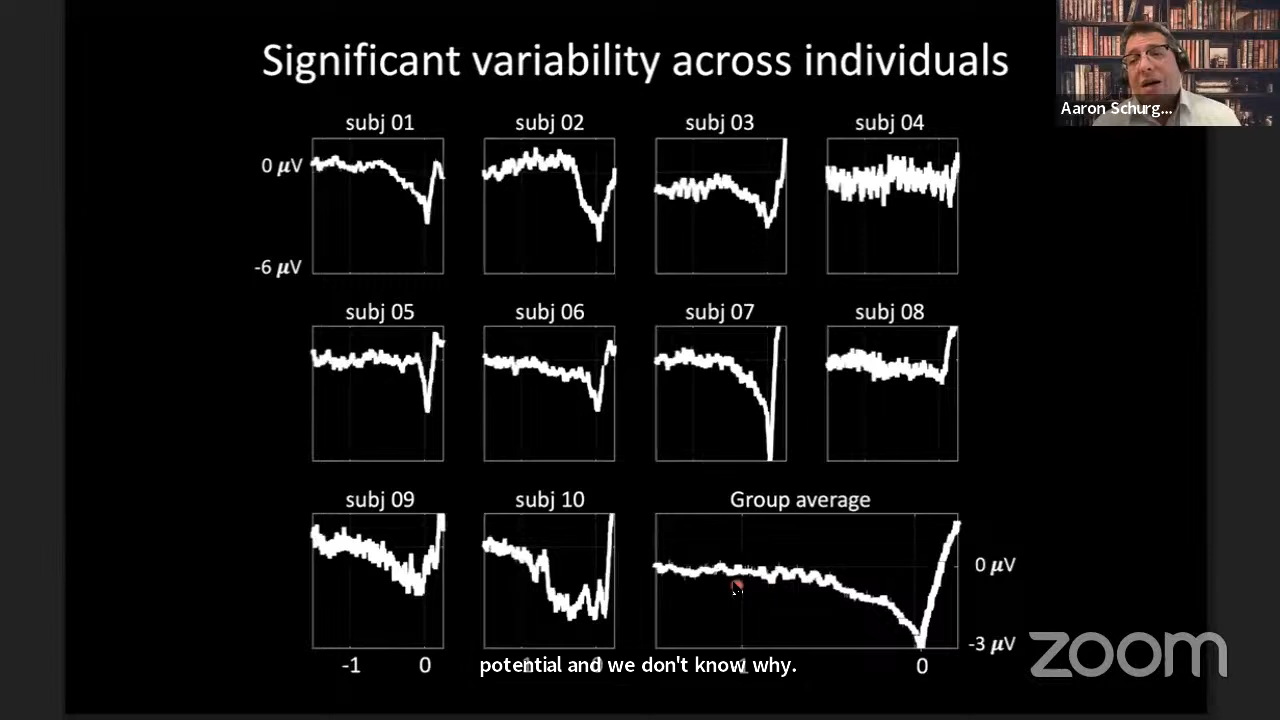 Significant variability across individuals
Aaron Schurg...
subj 01
subj 02
subj 03
subj 04
0 μV
-6 μV
subj 05
subj 06
subj 07
subj 08
subj 09
subj 10
Group average
0 μV
-3 μV
-1
0
0
potential and we don't know why.
zoom